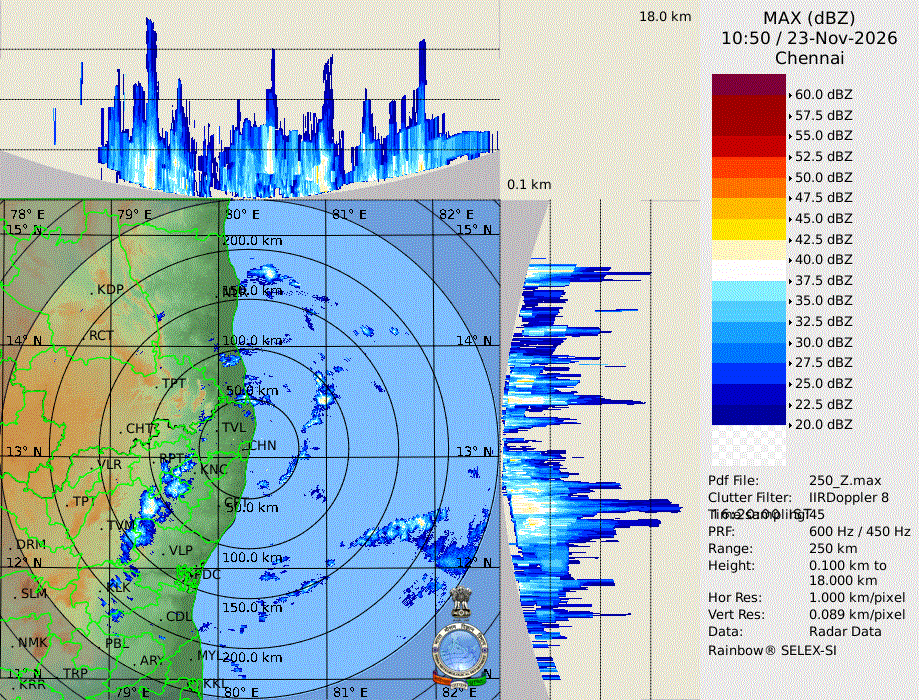 18.0 km
0.1 km
MAX (dBZ)
10:50 / 23-Nov-2026
Chennai
60.0 dBZ
57.5 dBZ
55.0 dBZ
52.5 dBZ
50.0 dBZ
47.5 dBZ
45.0 dBZ
42.5 dBZ
40.0 dBZ
37.5 dBZ
35.0 dBZ
32.5 dBZ
30.0 dBZ
27.5 dBZ
25.0 dBZ
22.5 dBZ
20.0 dBZ
Pdf File: 250_Z.max
Clutter Filter: IIRDoppler 8
Time sampling: 45
16:20:00 IST
PRF: 600 Hz / 450 Hz
Range: 250 km
Height: 0.100 km to
18.000 km
Hor Res: 1.000 km/pixel
Vert Res: 0.089 km/pixel
Data: Radar Data
Rainbow® SELEX-SI
78° E 79° E 80° E 81° E 82° E
15° N 15° N
200.0 km
KDP
150.0 km
RCT
14° N 100.0 km 14° N
TPT
50.0 km
CHT TVL
CHN
13° N 13° N
VLR RPT KNC
TPT
50.0 km
TVM
DRM VLP 100.0 km
12° N 12° N
PDC
SLM KLK
150.0 km
CDL
NMK PBL
ARY MYL 200.0 km
TRP
KRR KKL
79° E 80° E 81° E 82° E